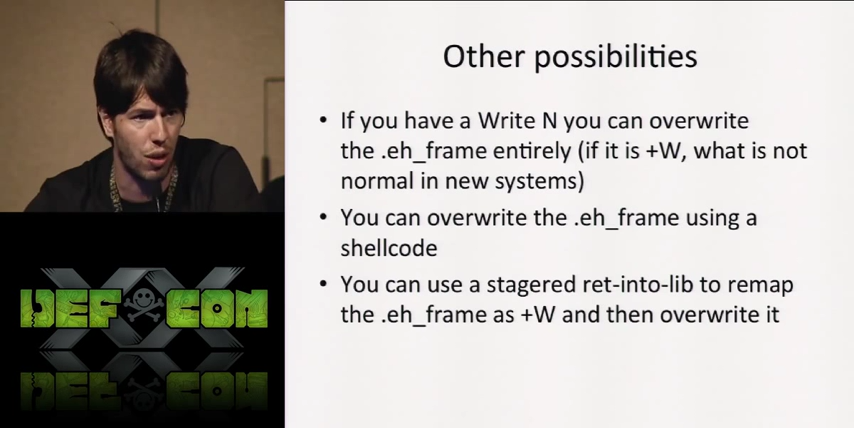 Other possibilities
• If you have a Write N you can overwrite
the .eh_frame entirely (if it is +W, what is not
normal in new systems)
• You can overwrite the .eh_frame using a
shellcode
• You can use a stagered ret-into-lib to remap
the .eh_frame as +W and then overwrite it
XX
DEF CON